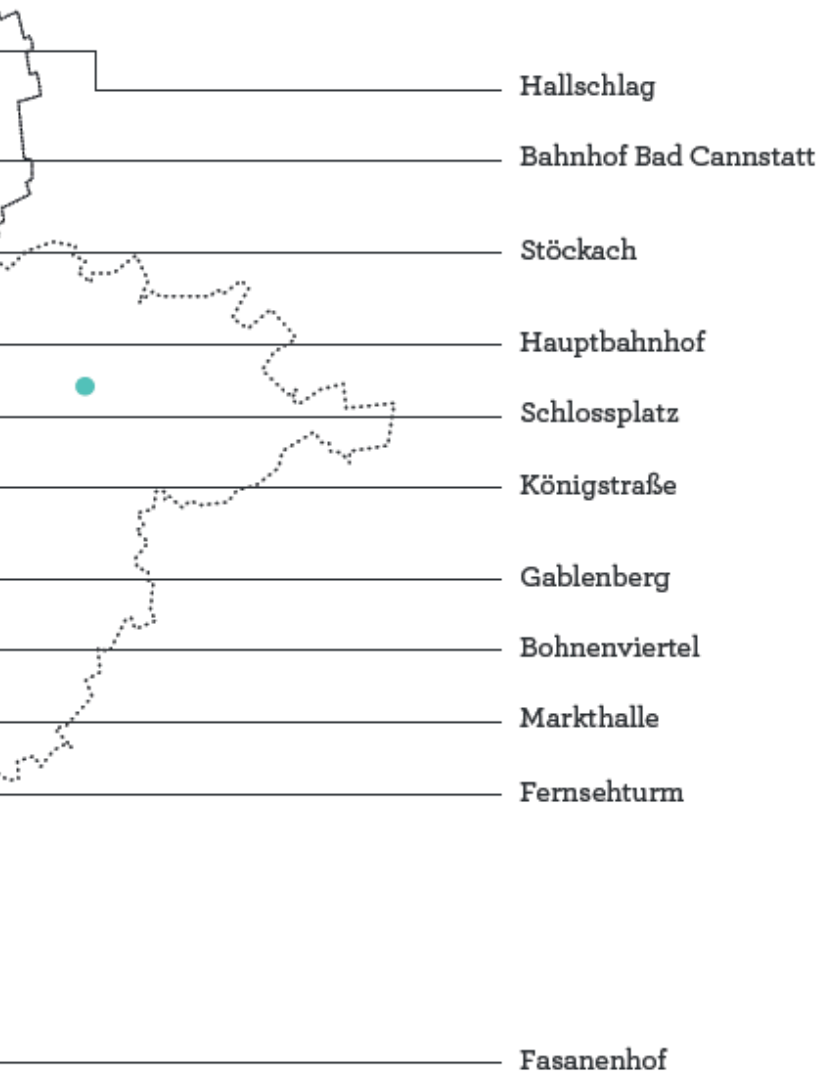 Hallschlag
Bahnhof Bad Cannstatt
Stöckach
Hauptbahnhof
Schlossplatz
Königstraße
Gablenberg
Bohnenviertel
Markthalle
Fernsehturm
Fasanenhof